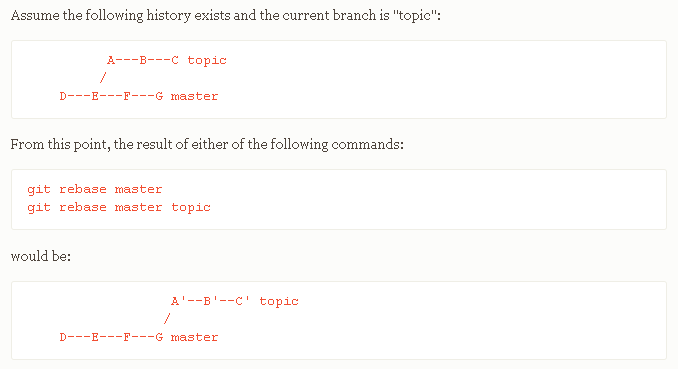 Assume the following history exists and the current branch is "topic":
          A---B---C topic
         /
    D---E---F---G master
From this point, the result of either of the following commands:
git rebase master
git rebase master topic
would be:
                  A'--B'--C' topic
                 /
    D---E---F---G master